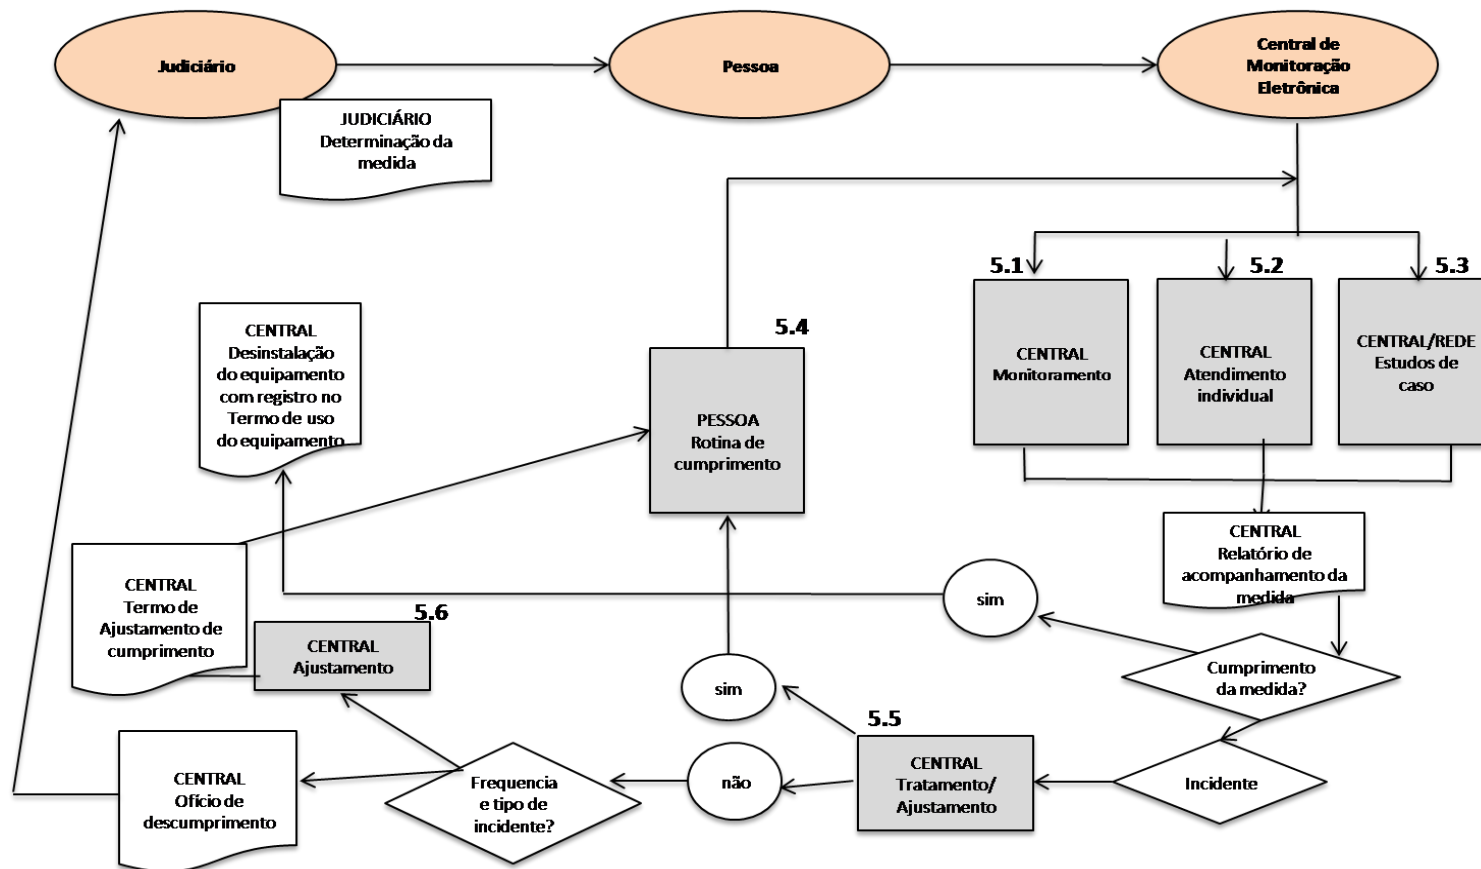 Judiciário
Pessoa
Central de
Monitoração
Eletrônica
JUDICIÁRIO
Determinação da
medida
5.1
5.2
5.3
CENTRAL
Monitoramento
CENTRAL
Atendimento
individual
CENTRAL/REDE
Estudos de
caso
CENTRAL
Desinstalação
do equipamento
com registro no
Termo de uso
do equipamento
5.4
PESSOA
Rotina de
cumprimento
CENTRAL
Relatório de
acompanhamento da
medida
sim
CENTRAL
Termo de
Ajustamento de
cumprimento
5.6
CENTRAL
Ajustamento
sim
Cumprimento
da medida?
5.5
CENTRAL
Tratamento/
Ajustamento
Incidente
não
Frequencia
e tipo de
incidente?
CENTRAL
Ofício de
descumprimento